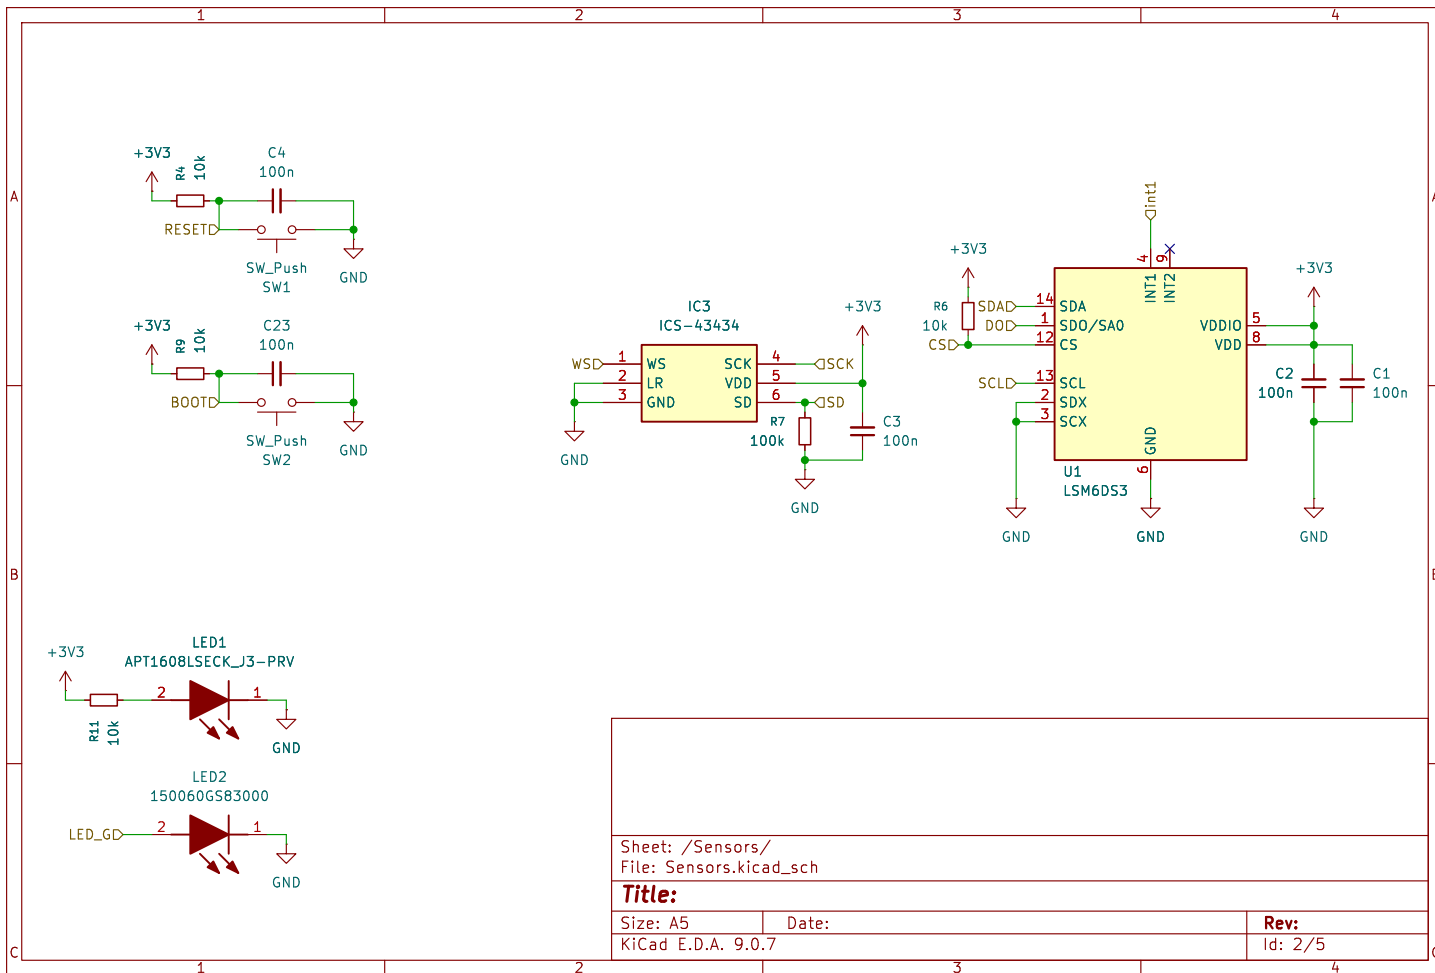 1 2 3 4
A
B
C
+3V3
R4
10k
C4
100n
RESET
SW_Push
SW1
GND
+3V3
R9
10k
C23
100n
BOOT
SW_Push
SW2
GND
IC3
ICS-43434
WS 1 WS
2 LR
3 GND
SCK 4 SCK
VDD 5
SD 6 SD
+3V3
R7
100k
C3
100n
GND
GND
int1
4 9
INT1 INT2
+3V3
R6
10k
SDA 14 SDA
DO 1 SDO/SA0
CS 12 CS
SCL 13 SCL
2 SDX
3 SCX
VDDIO 5
VDD 8
GND
6
U1
LSM6DS3
+3V3
C2
100n
C1
100n
GND
GND
GND
LED1
APT1608LSECK_J3-PRV
+3V3
R11
10k
2 1
GND
LED2
150060GS83000
LED_G 2 1
GND
Sheet: /Sensors/
File: Sensors.kicad_sch
Title:
Size: A5 Date: Rev:
KiCad E.D.A. 9.0.7 Id: 2/5
1 2 3 4